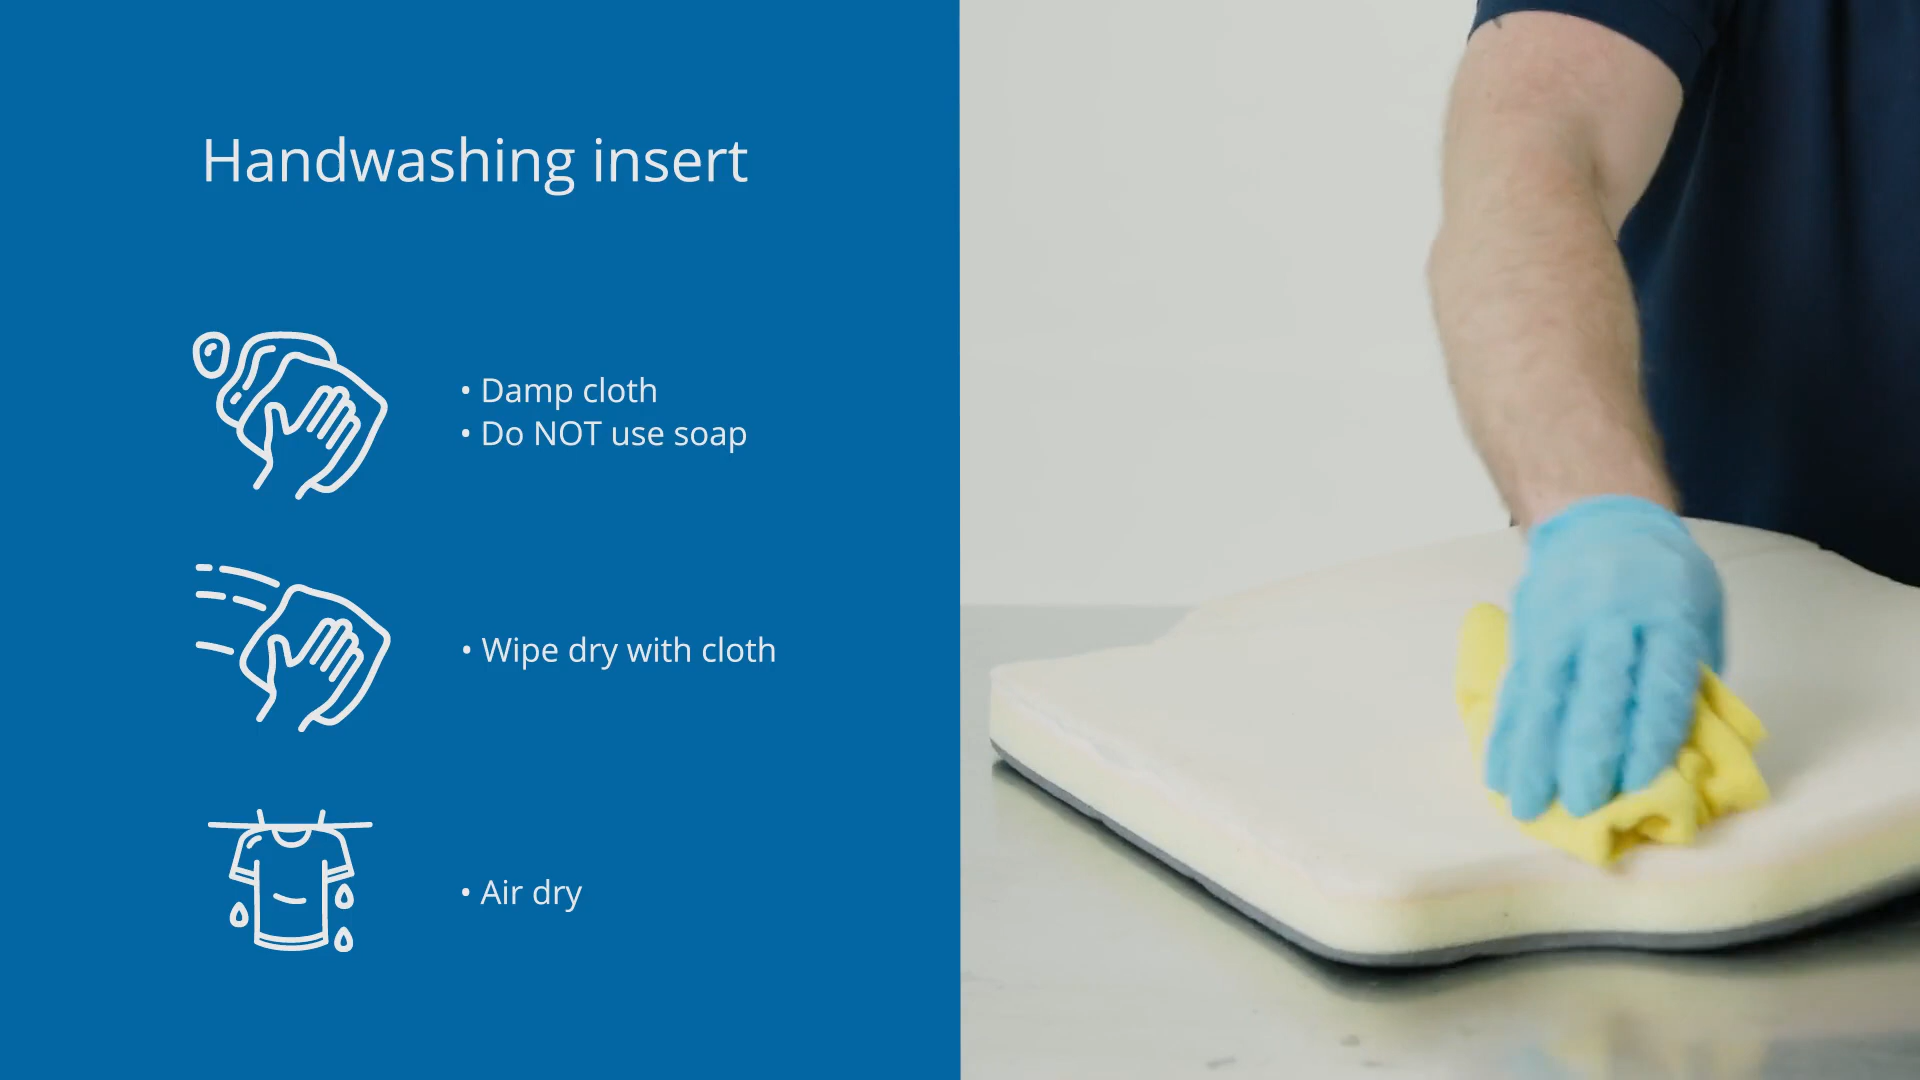 Handwashing insert
• Damp cloth
• Do NOT use soap
• Wipe dry with cloth
• Air dry